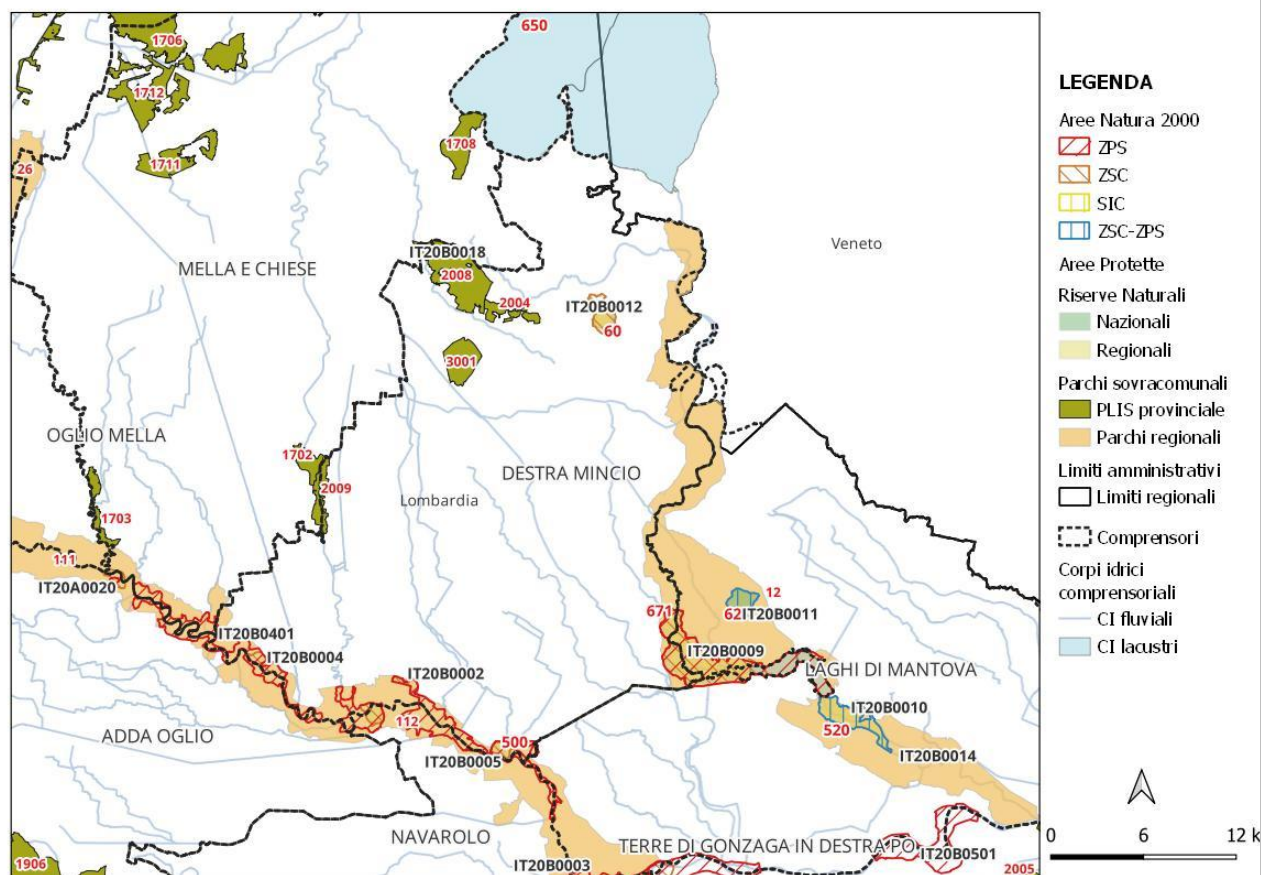 650
1706
1712
1711
1708
26
Veneto
IT20B0018
MELLA E CHIESE
2008
2004
IT20B0012
60
3001
OGLIO MELLA
1702
2009
DESTRA MINCIO
Lombardia
1703
111
IT20A0020
12
671
62
IT20B0011
IT20B0401
IT20B0004
IT20B0009
IT20B0002
LAGHI DI MANTOVA
IT20B0010
112
520
ADDA OGLIO
500
IT20B0005
IT20B0014
NAVAROLO
TERRE DI GONZAGA IN DESTRA PO
IT20B0501
1906
IT20B0003
2005
LEGENDA
Aree Natura 2000
ZPS
ZSC
SIC
ZSC-ZPS
Aree Protette
Riserve Naturali
Nazionali
Regionali
Parchi sovracomunali
PLIS provinciale
Parchi regionali
Limiti amministrativi
Limiti regionali
Comprensori
Corpi idrici
comprensoriali
CI fluviali
CI lacustri
0 6 12 k